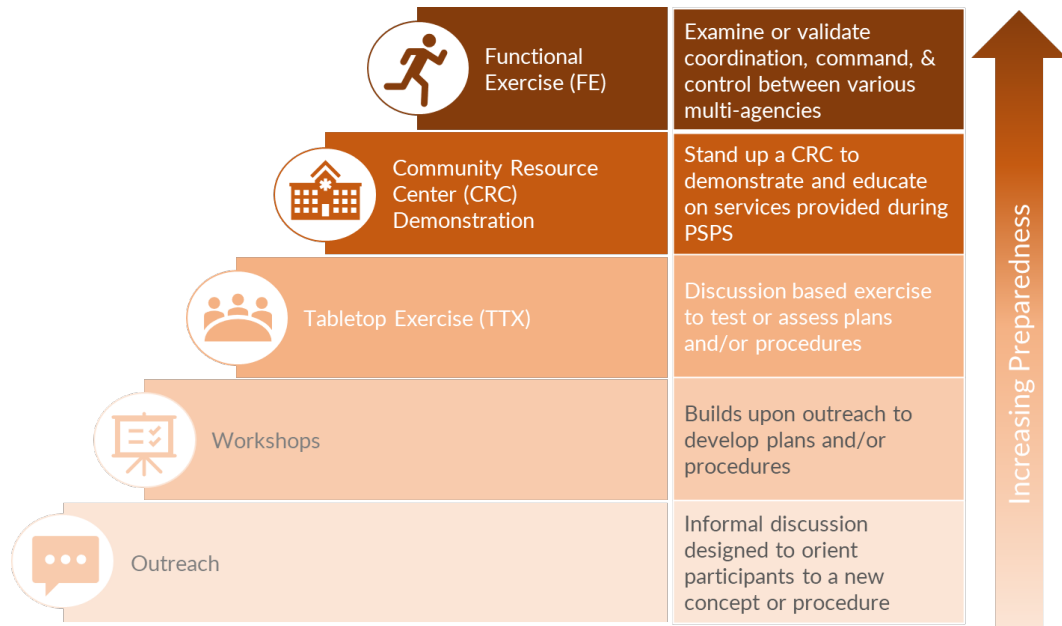 Functional
Exercise (FE)
Examine or validate
coordination, command, &
control between various
multi-agencies
Community Resource
Center (CRC)
Demonstration
Stand up a CRC to
demonstrate and educate
on services provided during
PSPS
Tabletop Exercise (TTX)
Discussion based exercise
to test or assess plans
and/or procedures
Workshops
Builds upon outreach to
develop plans and/or
procedures
Outreach
Informal discussion
designed to orient
participants to a new
concept or procedure
Increasing Preparedness